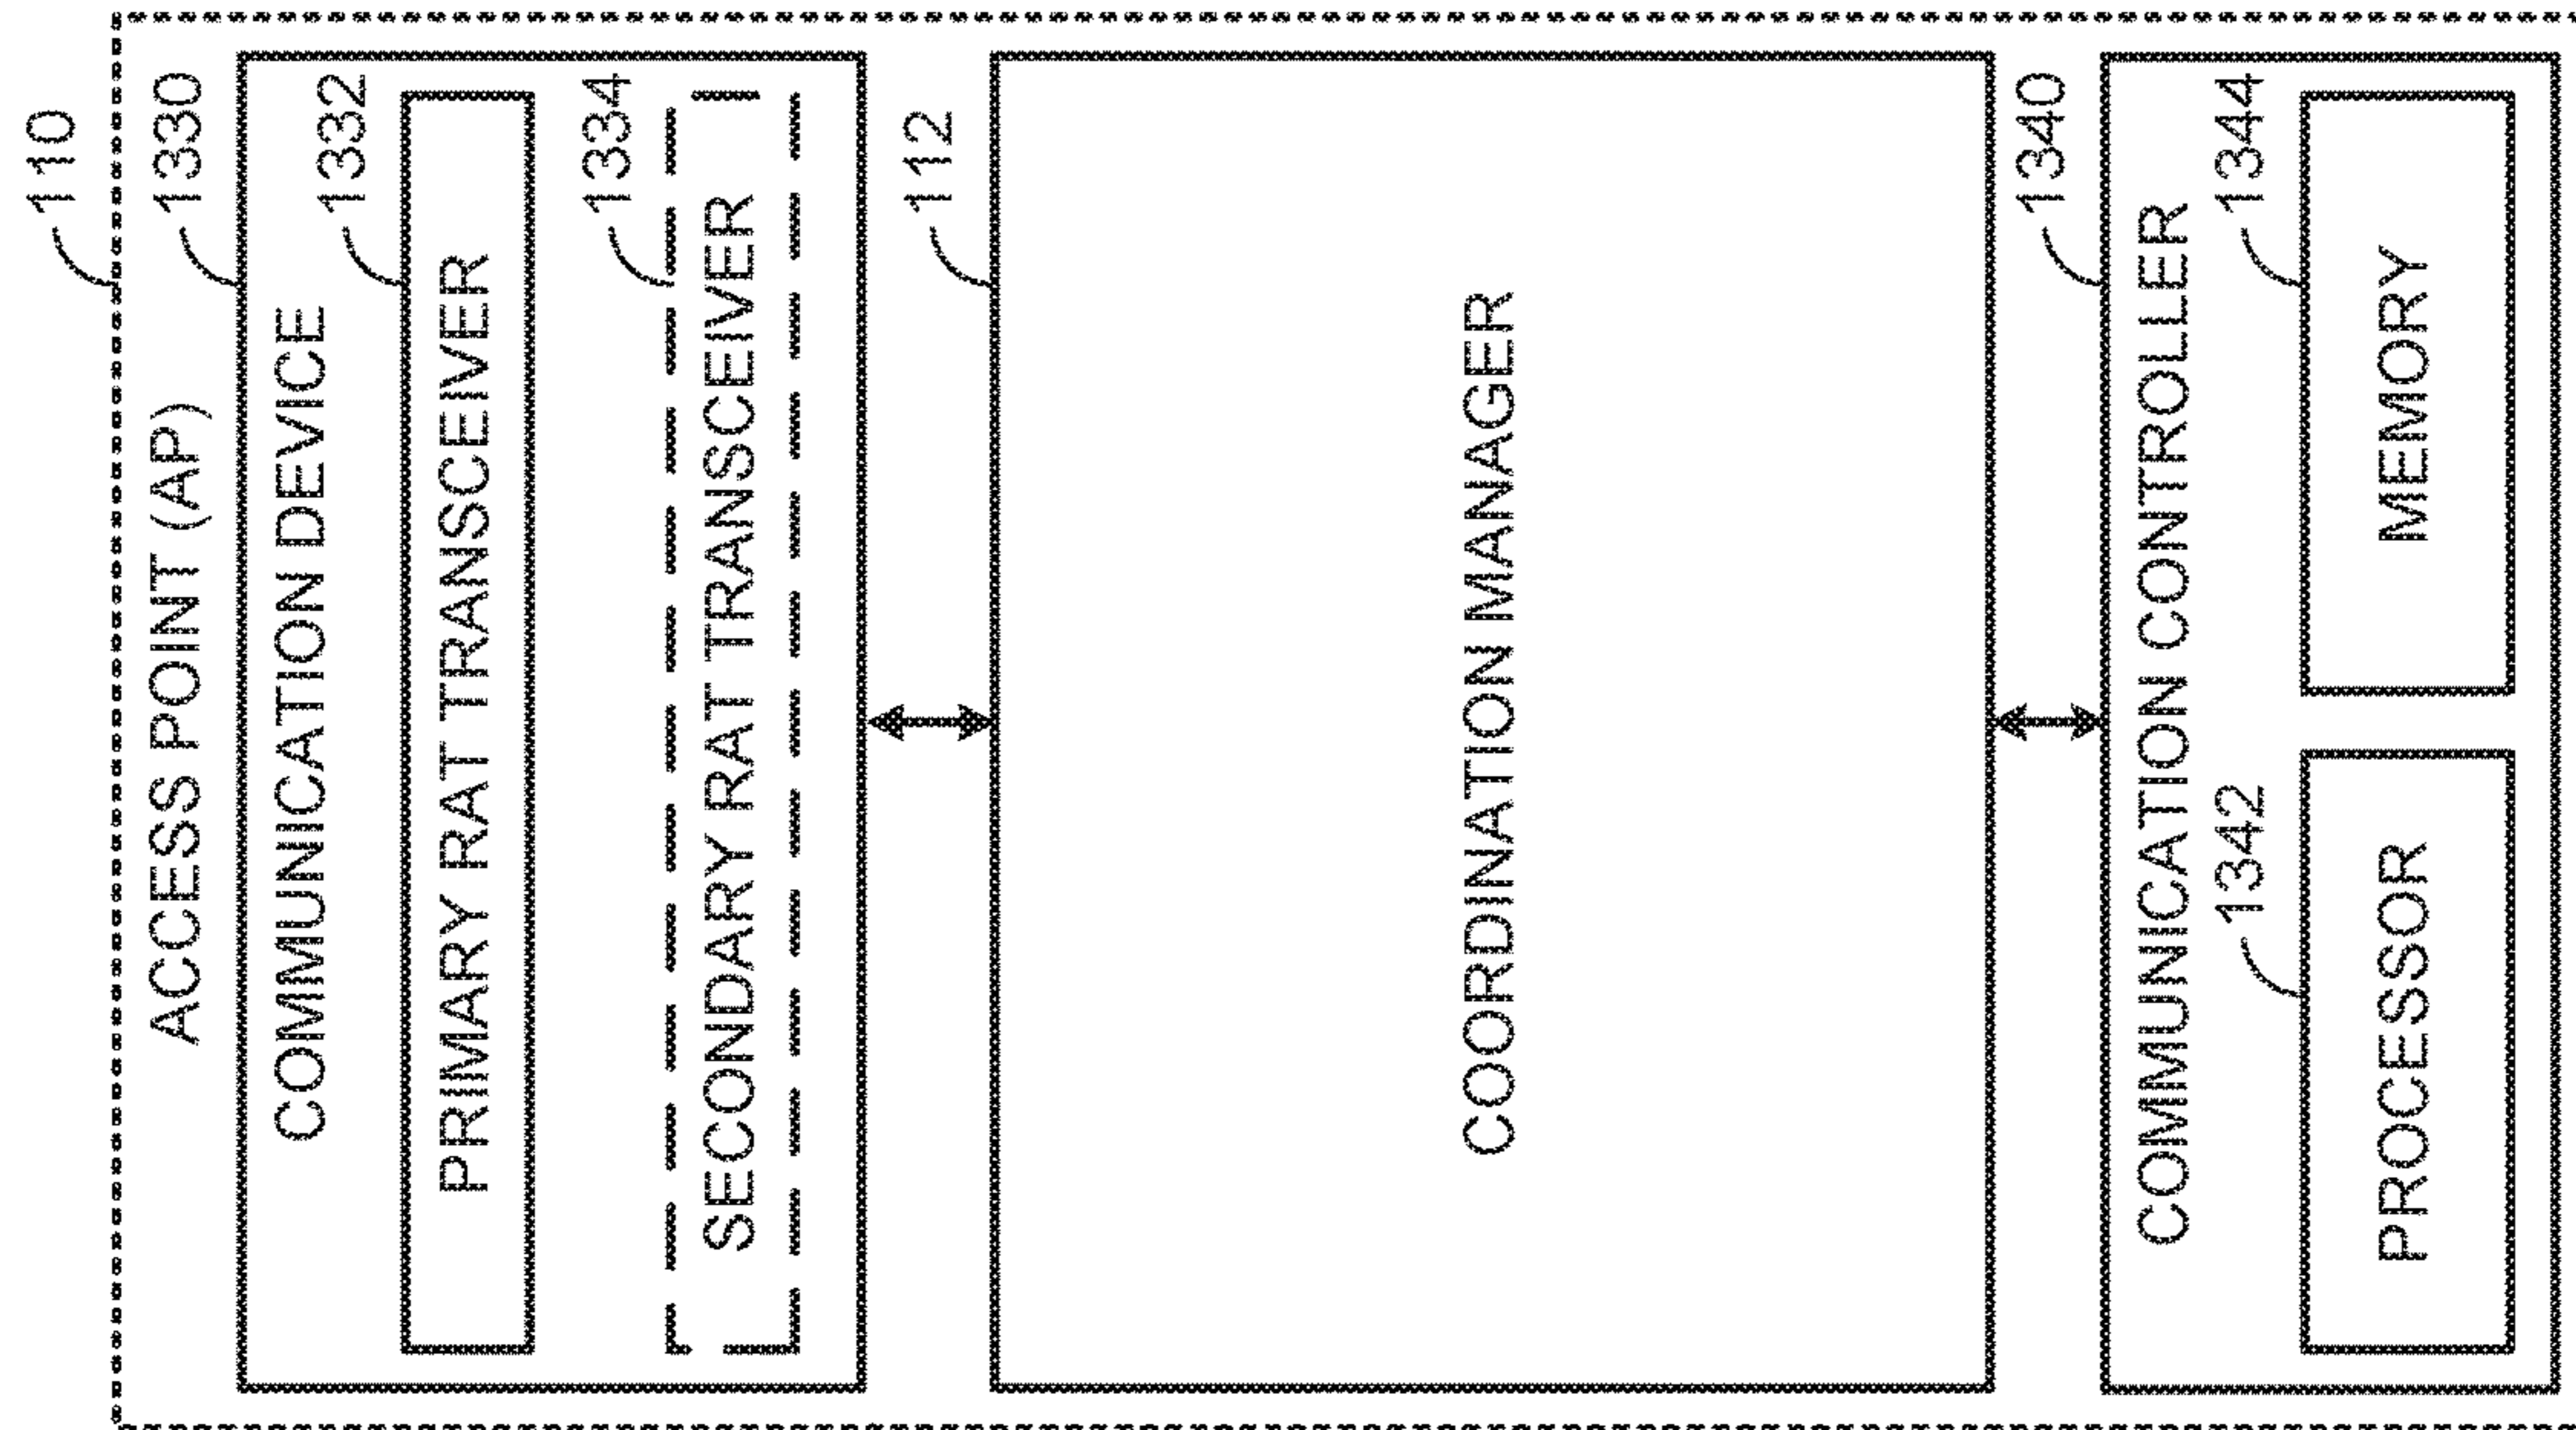 110
ACCESS POINT (AP)
1330
COMMUNICATION DEVICE
1332
PRIMARY RAT TRANSCEIVER
1334
SECONDARY RAT TRANSCEIVER
112
COORDINATION MANAGER
1340
COMMUNICATION CONTROLLER
1342
1344
PROCESSOR
MEMORY